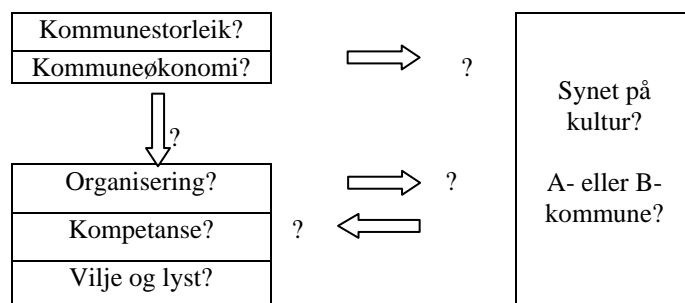 Kommunestorleik?
Kommuneøkonomi?
?
?
Organisering?
Kompetanse?
Vilje og lyst?
?
?
Synet på
kultur?
A- eller B-
kommune?